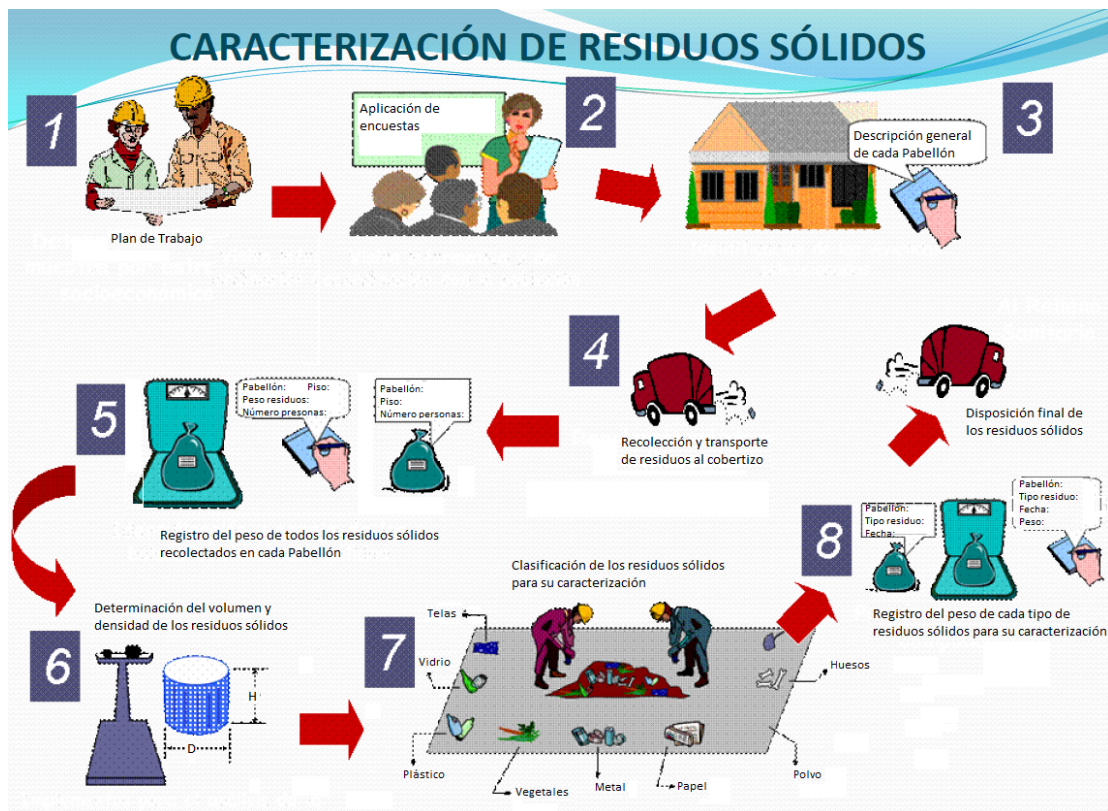 CARACTERIZACIÓN DE RESIDUOS SÓLIDOS
1
Plan de Trabajo
Aplicación de
encuestas
2
Descripción general
de cada Pabellón
3
4
Recolección y transporte
de residuos al cobertizo
Disposición final de
los residuos sólidos
5
Pabellón: Piso:
Peso residuos:
Número presonas:
Pabellón:
Piso:
Número personas:
Registro del peso de todos los residuos sólidos
recolectados en cada Pabellón
Determinación del volumen y
densidad de los residuos sólidos
6
H
D
7
Clasificación de los residuos sólidos
para su caracterización
Telas
Vidrio
Plástico
Vegetales
Metal
Papel
Polvo
Huesos
8
Pabellón:
Tipo residuo:
Fecha:
Pabellón:
Tipo residuo:
Fecha:
Peso:
Registro del peso de cada tipo de
residuos sólidos para su caracterización